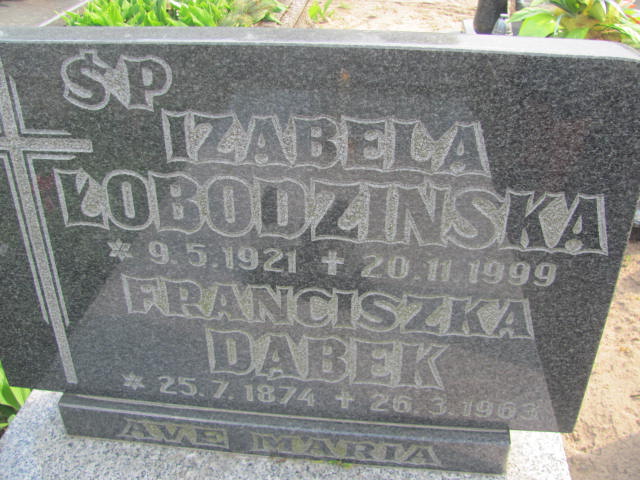 ŚP
IZABELA
ŁOBODZIŃSKA
* 9.5.1921 + 20.11.1999
FRANCISZKA
DĄBEK
* 25.7.1874 + 26.3.1963
AVE MARIA